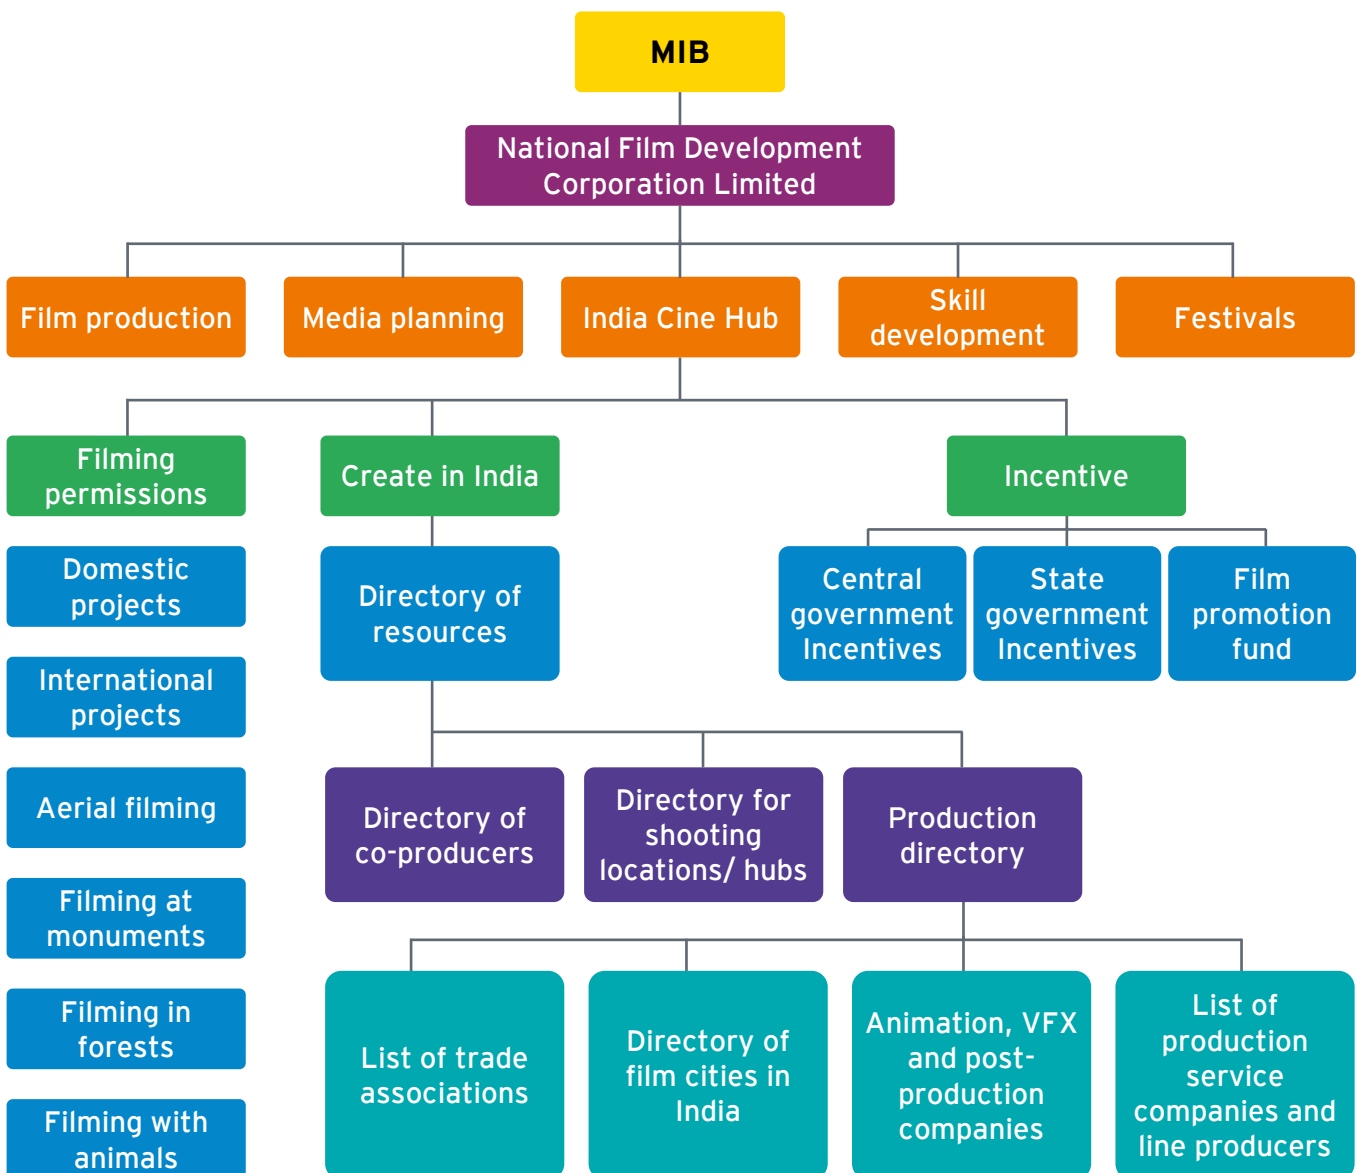 MIB
National Film Development
Corporation Limited
Film production
Media planning
India Cine Hub
Skill
development
Festivals
Filming
permissions
Create in India
Incentive
Domestic
projects
International
projects
Aerial filming
Filming at
monuments
Filming in
forests
Filming with
animals
Directory of
resources
Central
government
Incentives
State
government
Incentives
Film
promotion
fund
Directory of
co-producers
Directory for
shooting
locations/ hubs
Production
directory
List of trade
associations
Directory of
film cities in
India
Animation, VFX
and post-
production
companies
List of
production
service
companies and
line producers